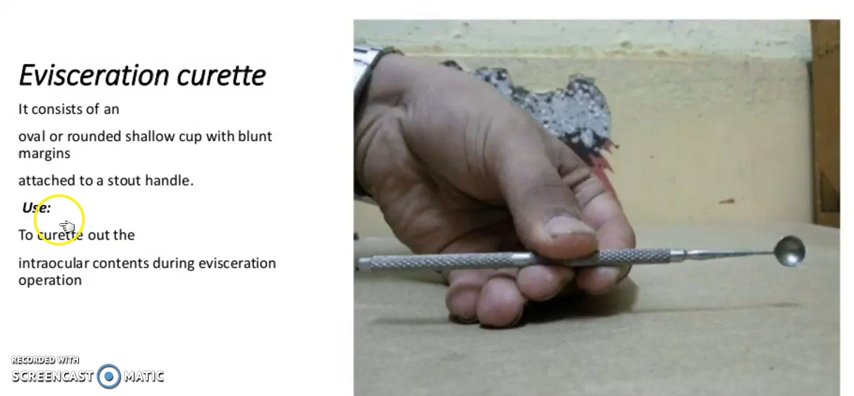 Evisceration curette
It consists of an
oval or rounded shallow cup with blunt
margins
attached to a stout handle.
Use:
To curette out the
intraocular contents during evisceration
operation
RECORDED WITH
SCREENCAST MATIC